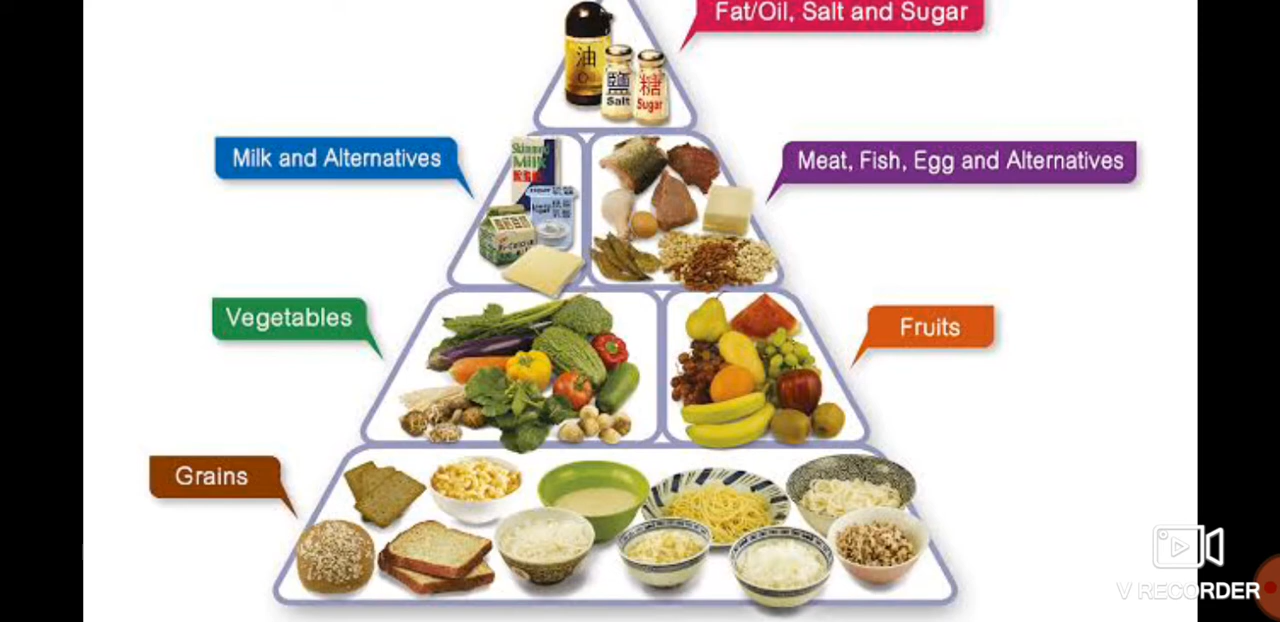 Fat/Oil, Salt and Sugar
油
鹽
Salt
糖
Sugar
Milk and Alternatives
Skimmed
Milk
Meat, Fish, Egg and Alternatives
Vegetables
Fruits
Grains
V RECORDER